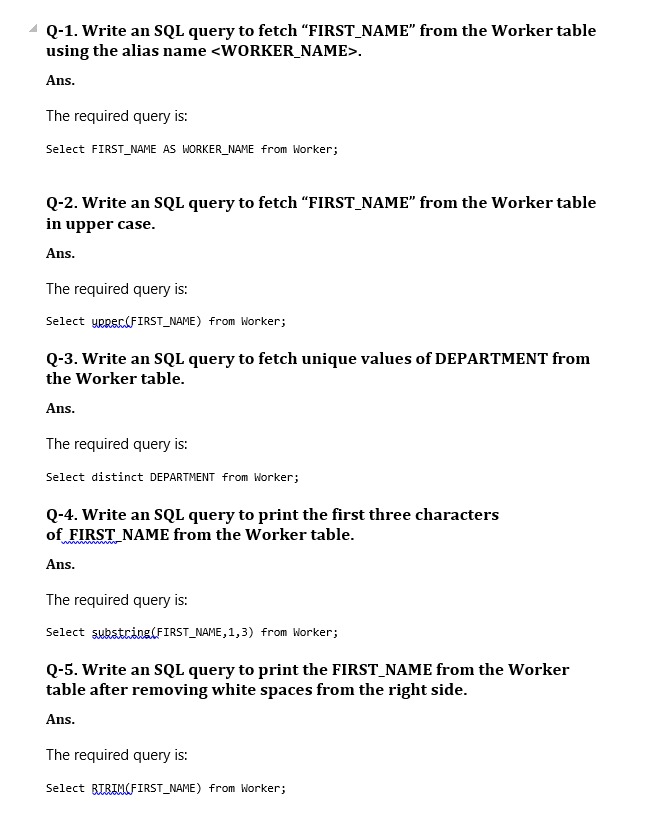 Q-1. Write an SQL query to fetch “FIRST_NAME” from the Worker table
using the alias name <WORKER_NAME>.
Ans.
The required query is:
Select FIRST_NAME AS WORKER_NAME from Worker;
Q-2. Write an SQL query to fetch “FIRST_NAME” from the Worker table
in upper case.
Ans.
The required query is:
Select upper(FIRST_NAME) from Worker;
Q-3. Write an SQL query to fetch unique values of DEPARTMENT from
the Worker table.
Ans.
The required query is:
Select distinct DEPARTMENT from Worker;
Q-4. Write an SQL query to print the first three characters
of FIRST_NAME from the Worker table.
Ans.
The required query is:
Select substring(FIRST_NAME,1,3) from Worker;
Q-5. Write an SQL query to print the FIRST_NAME from the Worker
table after removing white spaces from the right side.
Ans.
The required query is:
Select RTRIM(FIRST_NAME) from Worker;